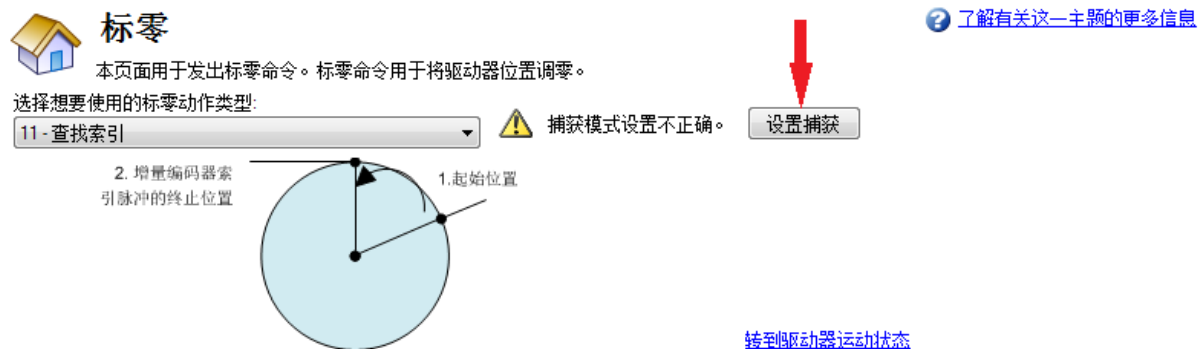 标零
了解有关这一主题的更多信息
本页面用于发出标零命令。标零命令用于将驱动器位置调零。
选择想要使用的标零动作类型:
11 - 查找索引
捕获模式设置不正确。
设置捕获
2. 增量编码器索
引脉冲的终止位置
1.起始位置
转到驱动器运动状态